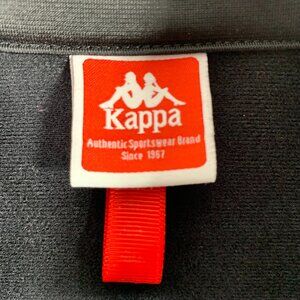 Kappa
Authentic Sportswear Brand
Since 1967